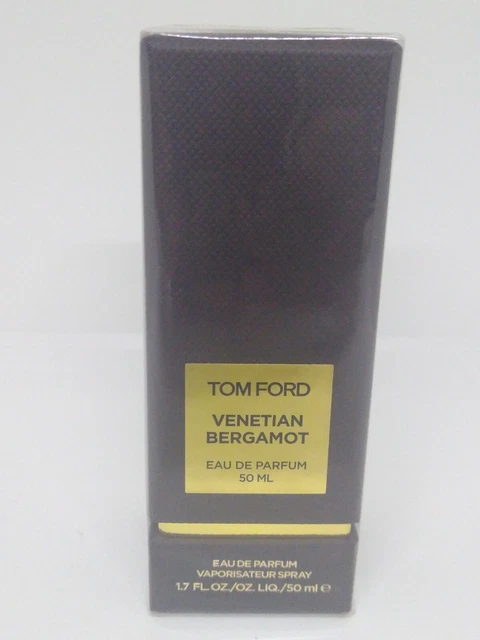 TOM FORD
VENETIAN
BERGAMOT
EAU DE PARFUM
50 ML
EAU DE PARFUM
VAPORISATEUR SPRAY
1.7 FL.OZ./OZ. LIQ./50 ml ℮